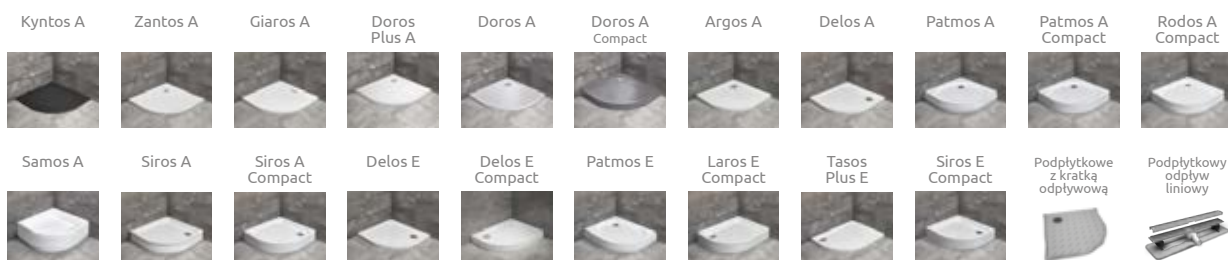 Kyntos A
Zantos A
Giaros A
Doros
Plus A
Doros A
Doros A
Compact
Argos A
Delos A
Patmos A
Patmos A
Compact
Rodos A
Compact
Samos A
Siros A
Siros A
Compact
Delos E
Delos E
Compact
Patmos E
Laros E
Compact
Tasos
Plus E
Siros E
Compact
Podpłytkowe
z kratką
odpływową
Podpłytkowy
odpływ
liniowy